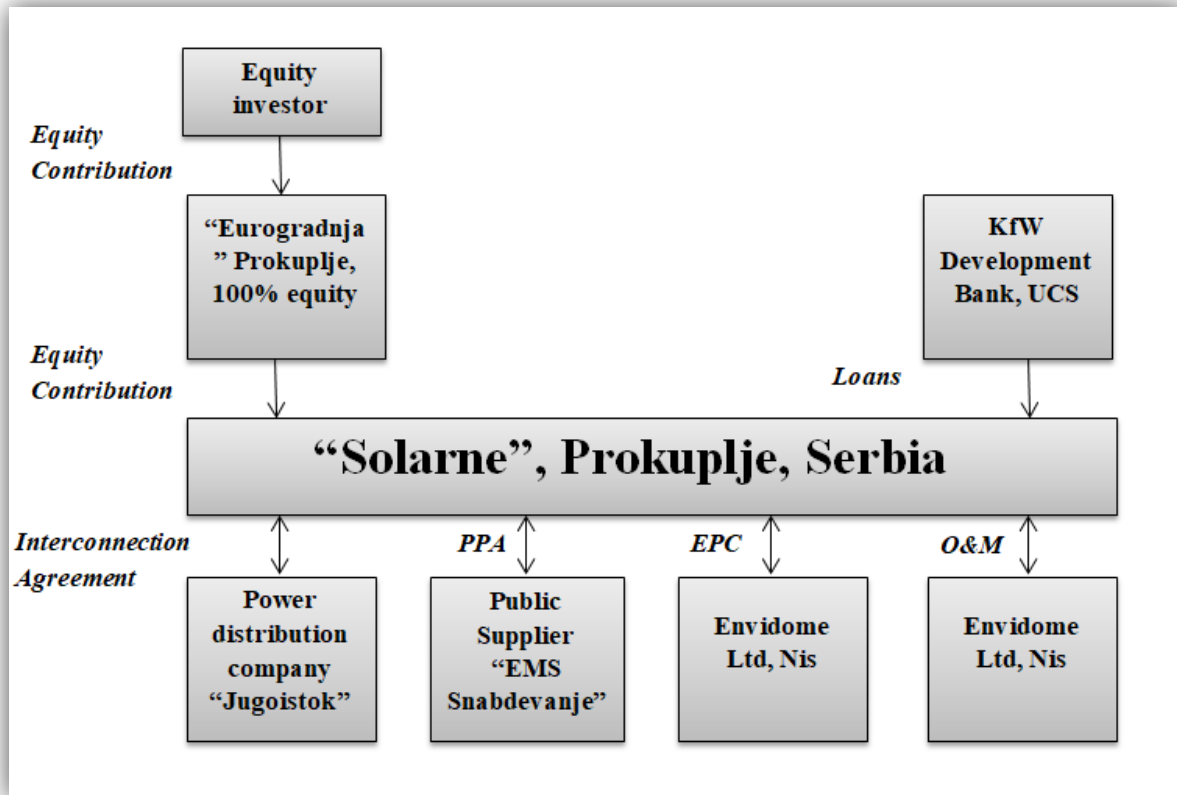 Equity
investor
Equity
Contribution
“Eurogradnja
” Prokuplje,
100% equity
KfW
Development
Bank, UCS
Equity
Contribution
Loans
“Solarne”, Prokuplje, Serbia
Interconnection
Agreement
PPA
EPC
O&M
Power
distribution
company
“Jugoistok”
Public
Supplier
“EMS
Snabdevanje”
Envidome
Ltd, Nis
Envidome
Ltd, Nis